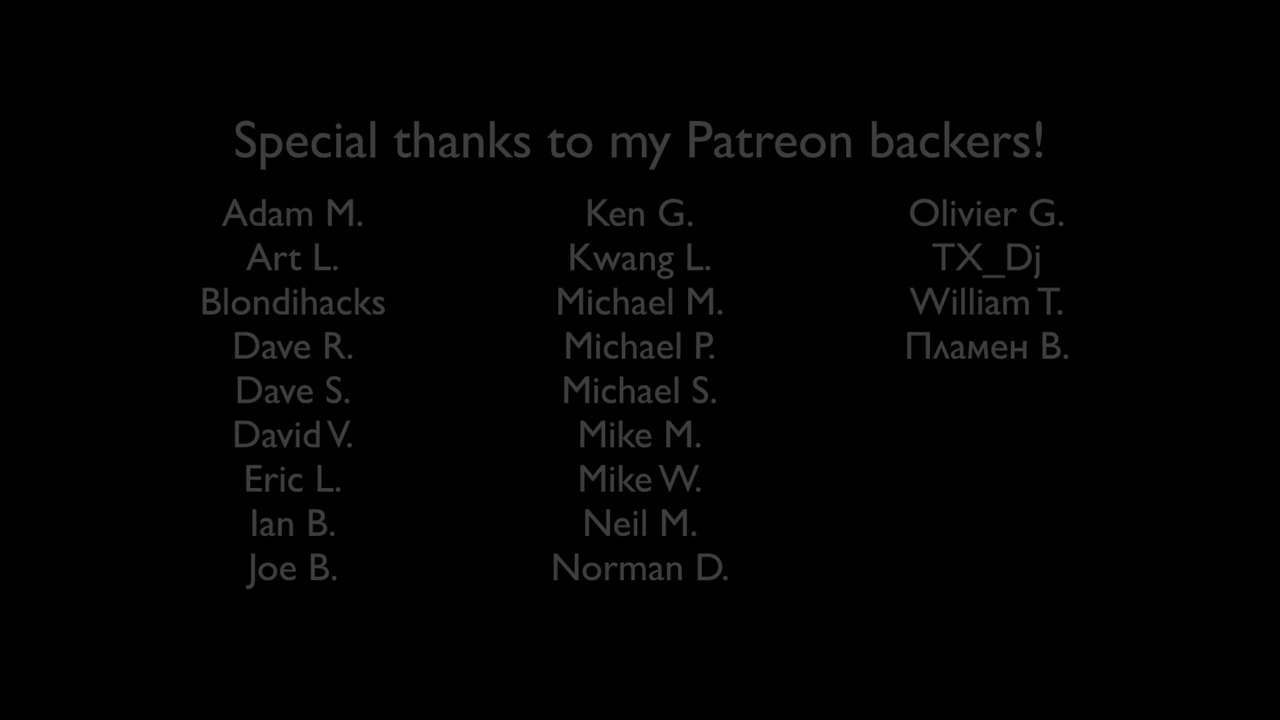 Special thanks to my Patreon backers!
Adam M.
Art L.
Blondihacks
Dave R.
Dave S.
David V.
Eric L.
Ian B.
Joe B.
Ken G.
Kwang L.
Michael M.
Michael P.
Michael S.
Mike M.
Mike W.
Neil M.
Norman D.
Olivier G.
TX_Dj
William T.
Пламен В.